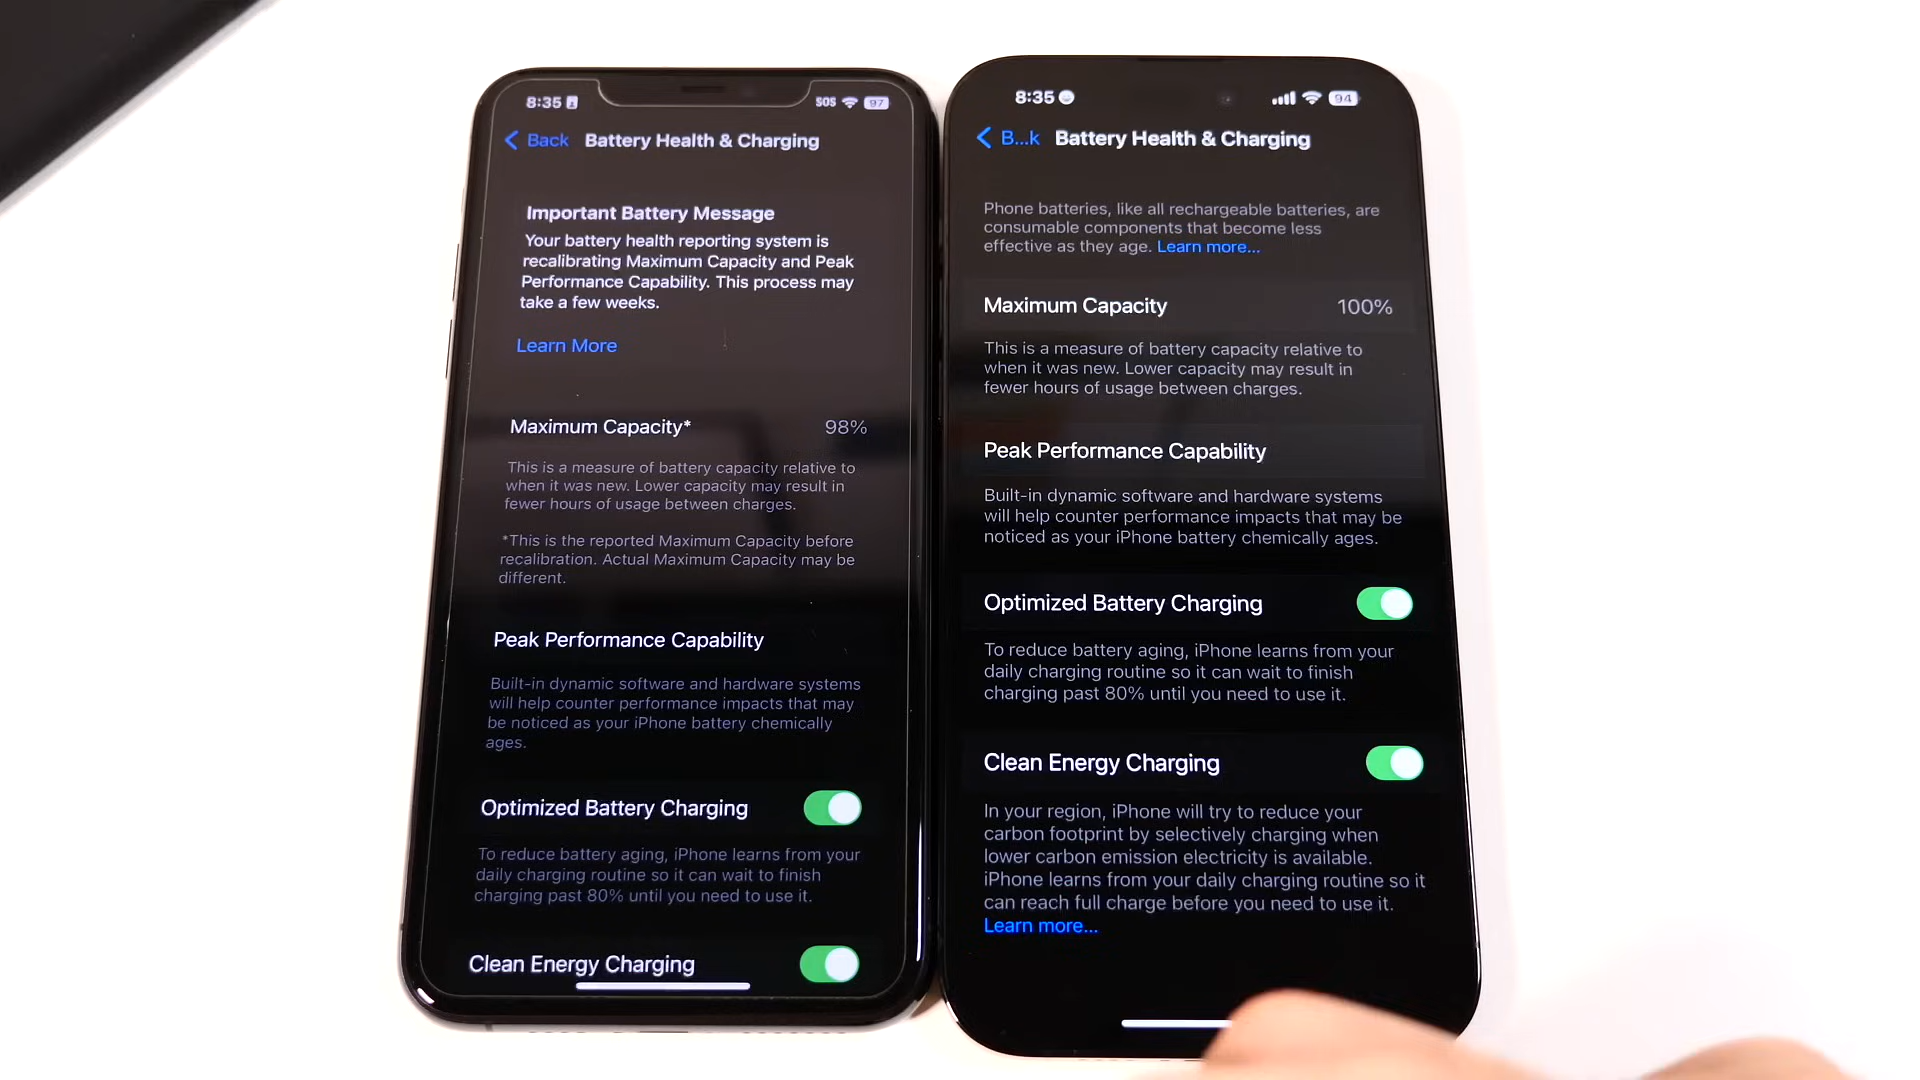 8:35
SOS 97
Back Battery Health & Charging
Important Battery Message
Your battery health reporting system is
recalibrating Maximum Capacity and Peak
Performance Capability. This process may
take a few weeks.
Learn More
Maximum Capacity* 98%
This is a measure of battery capacity relative to
when it was new. Lower capacity may result in
fewer hours of usage between charges.
*This is the reported Maximum Capacity before
recalibration. Actual Maximum Capacity may be
different.
Peak Performance Capability
Built-in dynamic software and hardware systems
will help counter performance impacts that may
be noticed as your iPhone battery chemically
ages.
Optimized Battery Charging
To reduce battery aging, iPhone learns from your
daily charging routine so it can wait to finish
charging past 80% until you need to use it.
Clean Energy Charging
8:35
94
B...k Battery Health & Charging
Phone batteries, like all rechargeable batteries, are
consumable components that become less
effective as they age. Learn more...
Maximum Capacity 100%
This is a measure of battery capacity relative to
when it was new. Lower capacity may result in
fewer hours of usage between charges.
Peak Performance Capability
Built-in dynamic software and hardware systems
will help counter performance impacts that may be
noticed as your iPhone battery chemically ages.
Optimized Battery Charging
To reduce battery aging, iPhone learns from your
daily charging routine so it can wait to finish
charging past 80% until you need to use it.
Clean Energy Charging
In your region, iPhone will try to reduce your
carbon footprint by selectively charging when
lower carbon emission electricity is available.
iPhone learns from your daily charging routine so it
can reach full charge before you need to use it.
Learn more...